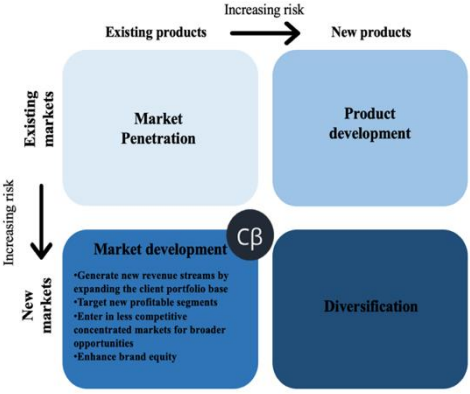 Increasing risk
Existing products
New products
Existing
markets
Market
Penetration
Product
development
Increasing risk
Cβ
New
markets
Market development
•Generate new revenue streams by
expanding the client portfolio base
•Target new profitable segments
•Enter in less competitive
concentrated markets for broader
opportunities
•Enhance brand equity
Diversification